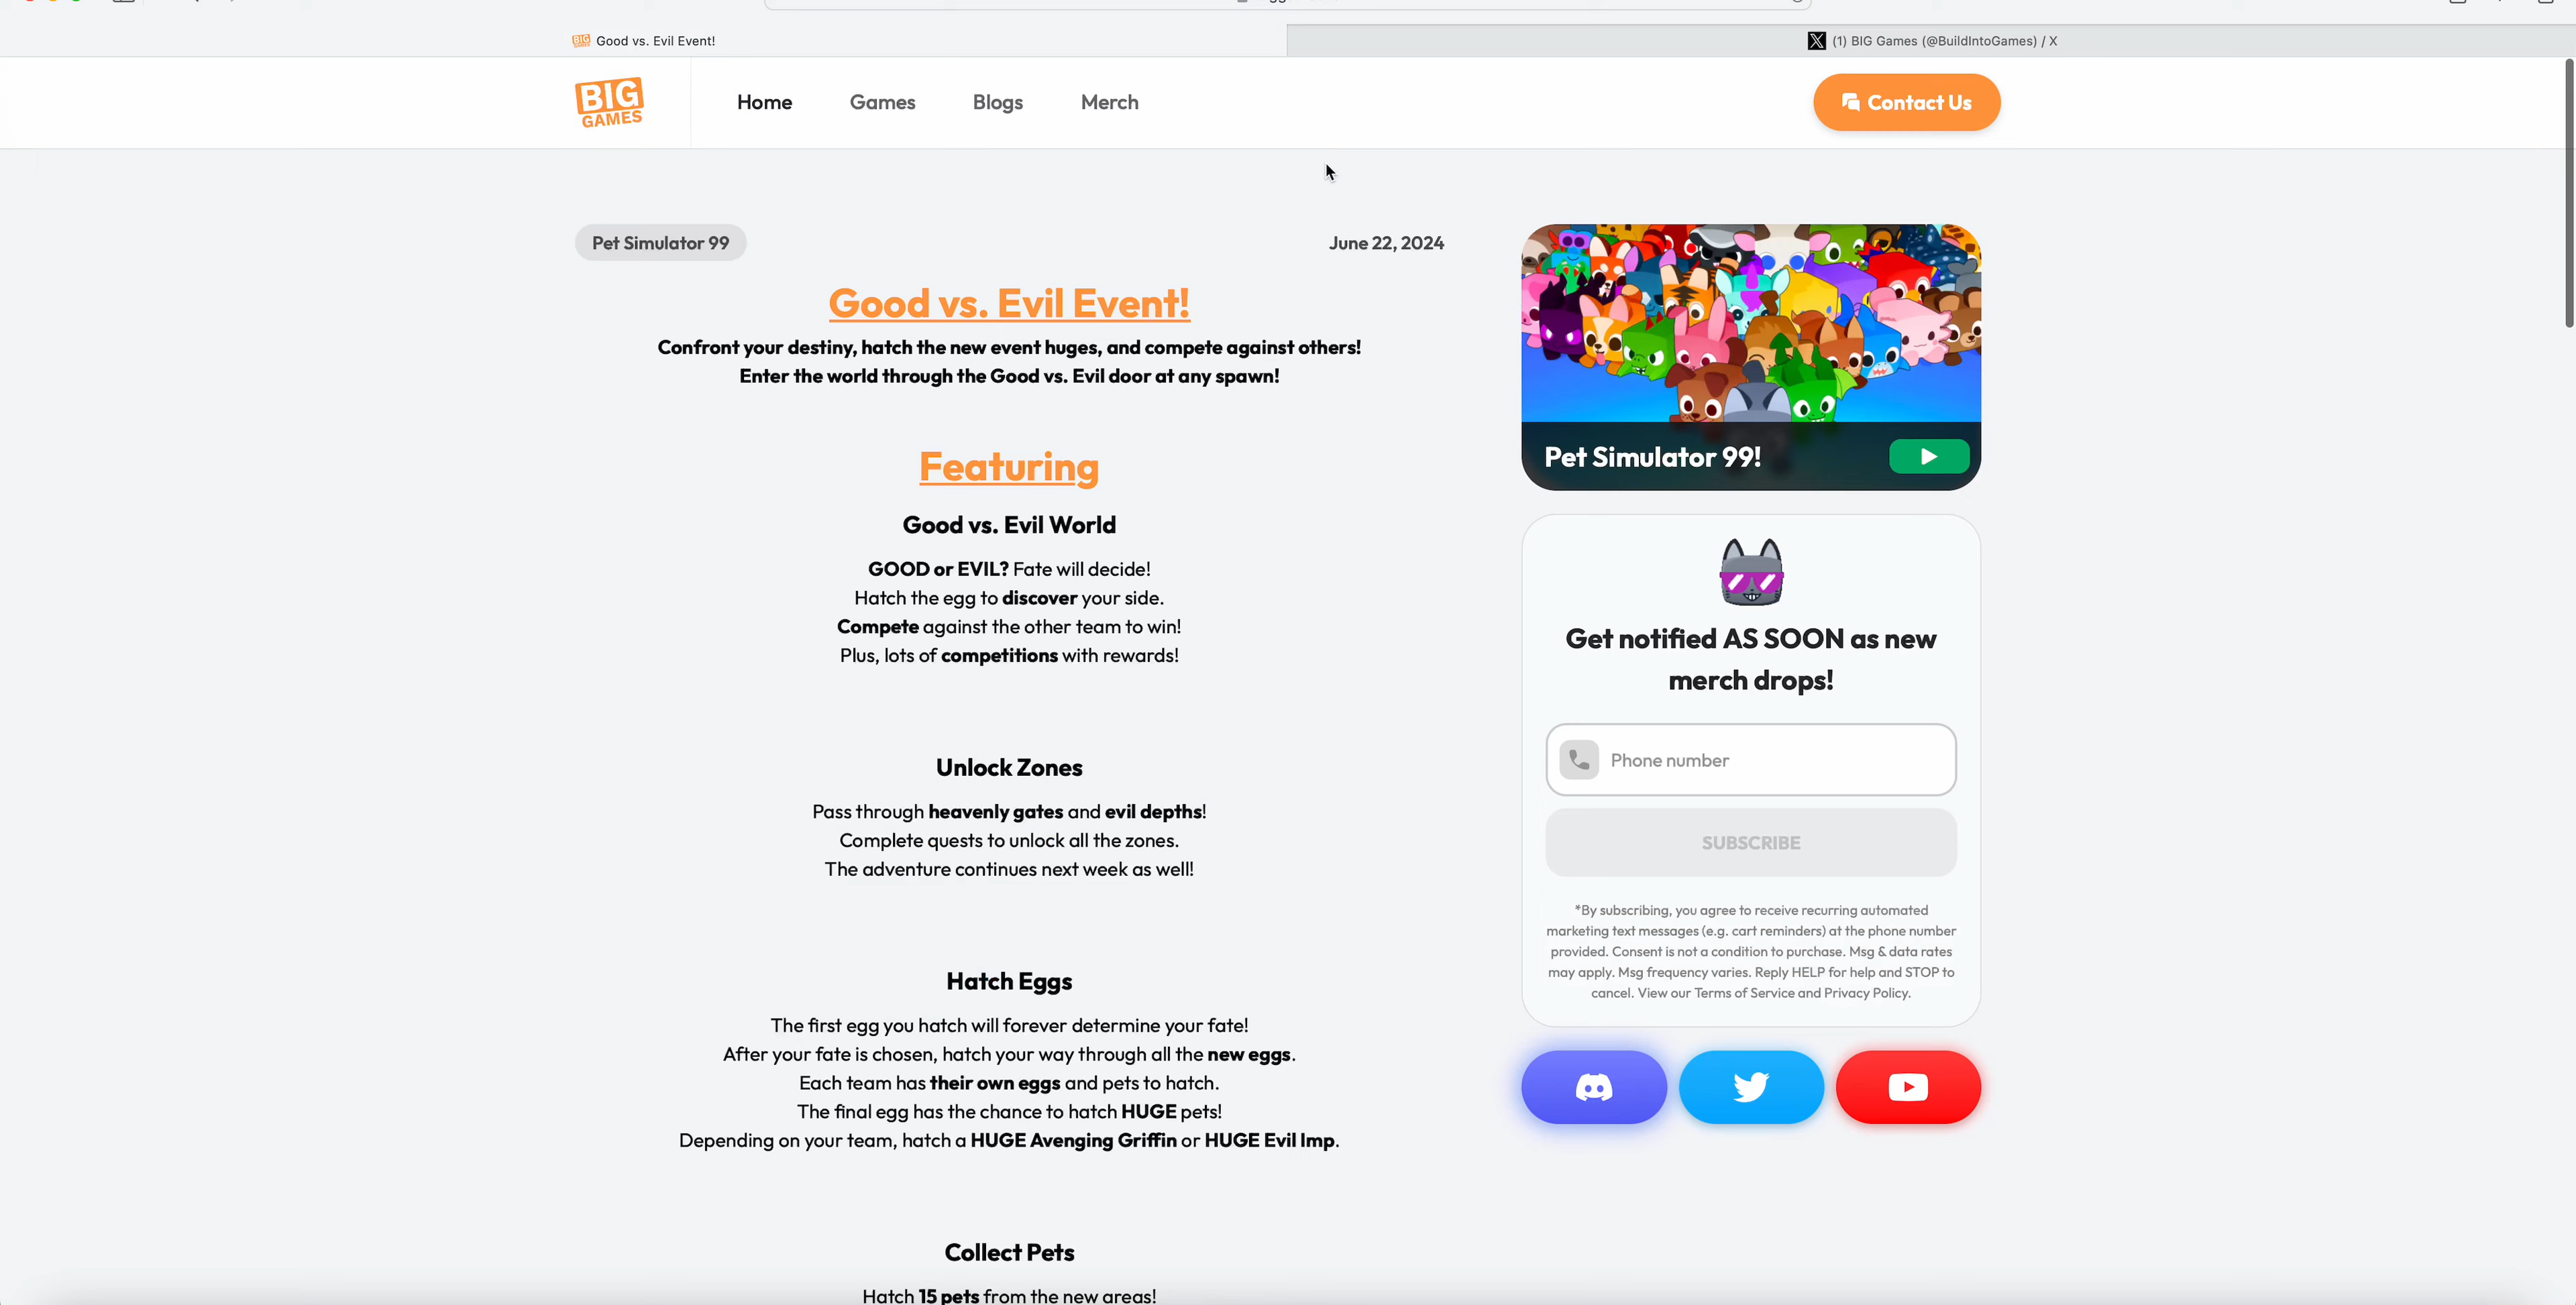 Good vs. Evil Event!
(1) BIG Games (@BuildIntoGames) / X
BIG
GAMES
Home
Games
Blogs
Merch
Contact Us
Pet Simulator 99
June 22, 2024
Good vs. Evil Event!
Confront your destiny, hatch the new event huges, and compete against others!
Enter the world through the Good vs. Evil door at any spawn!
Featuring
Good vs. Evil World
GOOD or EVIL? Fate will decide!
Hatch the egg to discover your side.
Compete against the other team to win!
Plus, lots of competitions with rewards!
Unlock Zones
Pass through heavenly gates and evil depths!
Complete quests to unlock all the zones.
The adventure continues next week as well!
Hatch Eggs
The first egg you hatch will forever determine your fate!
After your fate is chosen, hatch your way through all the new eggs.
Each team has their own eggs and pets to hatch.
The final egg has the chance to hatch HUGE pets!
Depending on your team, hatch a HUGE Avenging Griffin or HUGE Evil Imp.
Collect Pets
Hatch 15 pets from the new areas!
Pet Simulator 99!
Get notified AS SOON as new
merch drops!
Phone number
SUBSCRIBE
*By subscribing, you agree to receive recurring automated
marketing text messages (e.g. cart reminders) at the phone number
provided. Consent is not a condition to purchase. Msg & data rates
may apply. Msg frequency varies. Reply HELP for help and STOP to
cancel. View our Terms of Service and Privacy Policy.